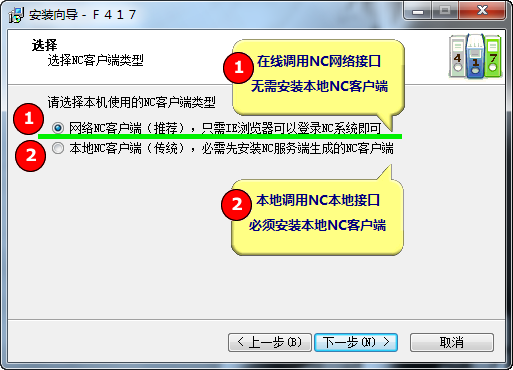 安装向导 - F417
选择
选择NC客户端类型
4 1 7
1
在线调用NC网络接口
无需安装本地NC客户端
请选择本机使用的NC客户端类型
1
网络NC客户端（推荐），只需IE浏览器可以登录NC系统即可
2
本地NC客户端（传统），必需先安装NC服务端生成的NC客户端
2
本地调用NC本地接口
必须安装本地NC客户端
< 上一步(B)
下一步(N) >
取消